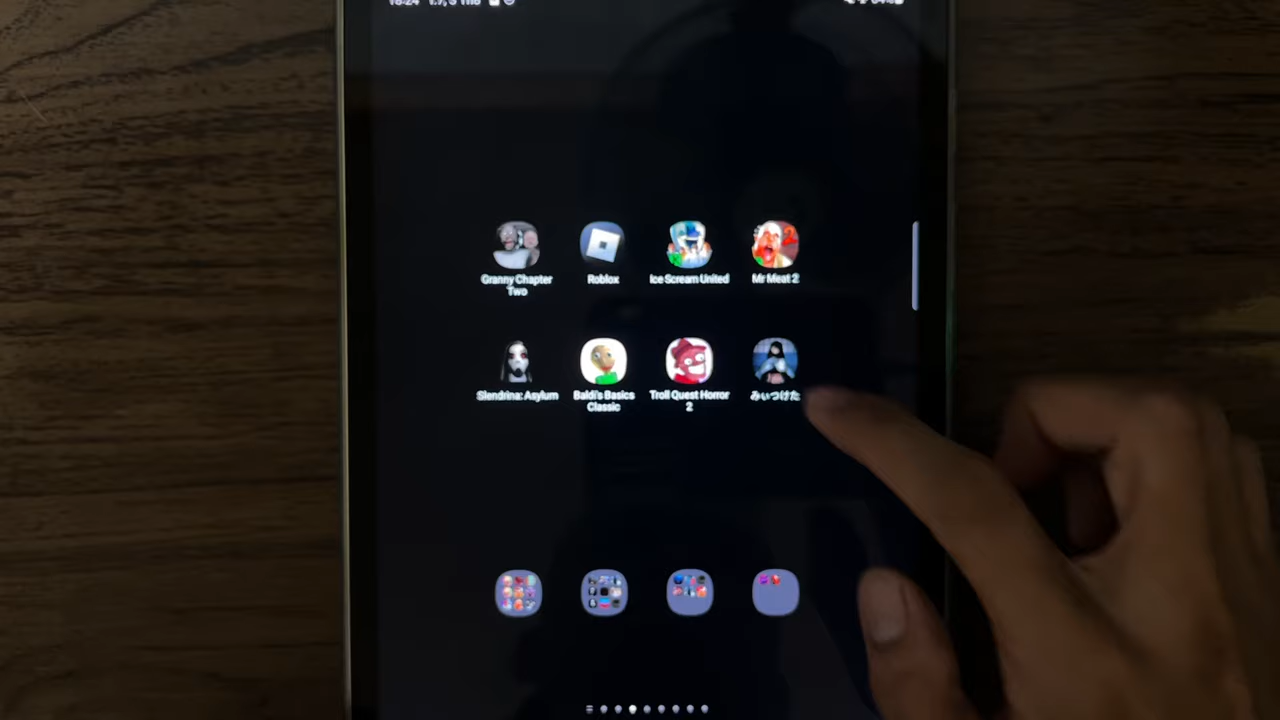 Granny Chapter Two
Roblox
Ice Scream United
Mr Meat 2
Slendrina: Asylum
Baldi's Basics Classic
Troll Quest Horror 2
みぃつけた